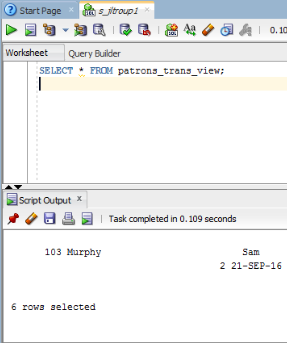 Start Page
s_jltroup1
0.10
Worksheet Query Builder
SELECT * FROM patrons_trans_view;
Script Output
Task completed in 0.109 seconds
103 Murphy Sam
2 21-SEP-16
6 rows selected